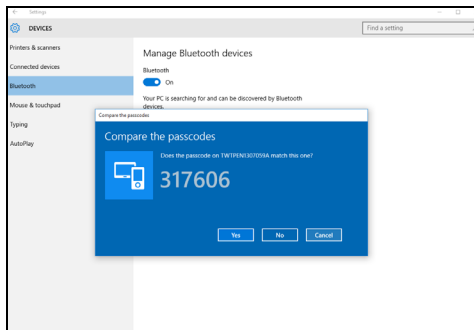 Settings
DEVICES
Find a setting
Printers & scanners
Connected devices
Bluetooth
Mouse & touchpad
Typing
AutoPlay
Manage Bluetooth devices
Bluetooth
On
Your PC is searching for and can be discovered by Bluetooth
devices.
Compare the passcodes
Compare the passcodes
Does the passcode on TWTPENI1307059A match this one?
317606
Yes
No
Cancel